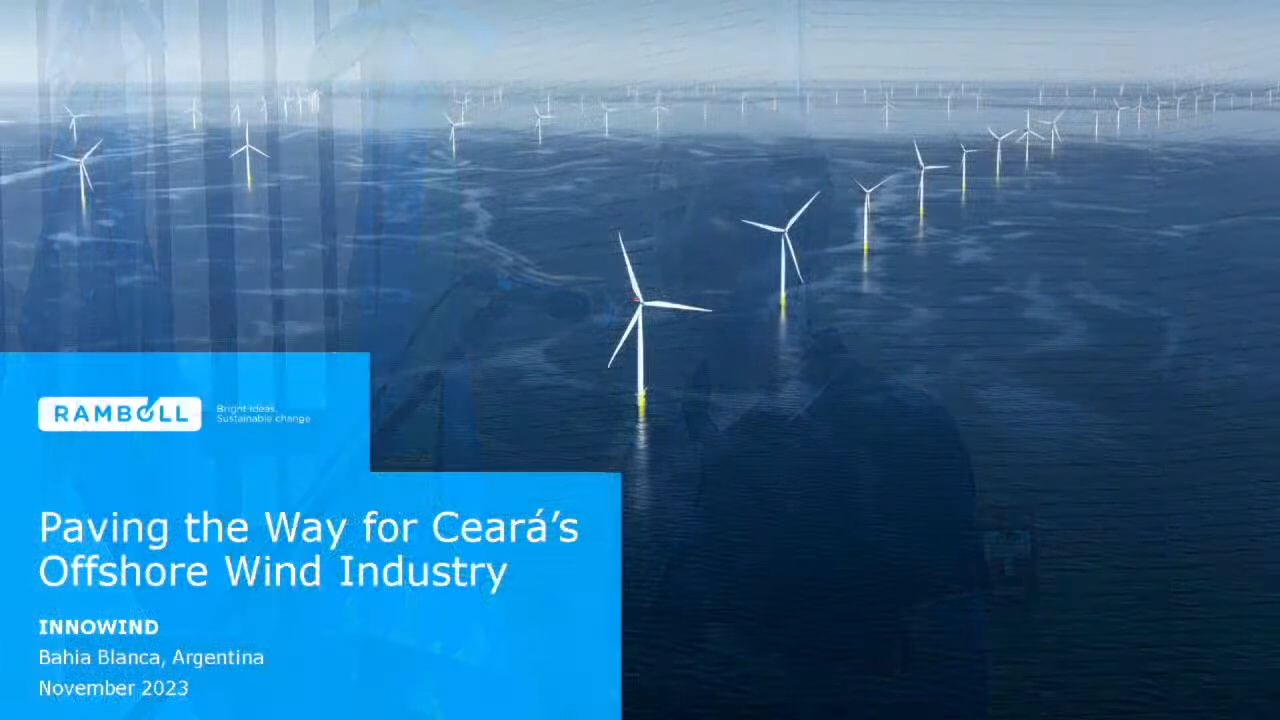 RAMBOLL
Bright ideas.
Sustainable change
Paving the Way for Ceará's
Offshore Wind Industry
INNOWIND
Bahia Blanca, Argentina
November 2023